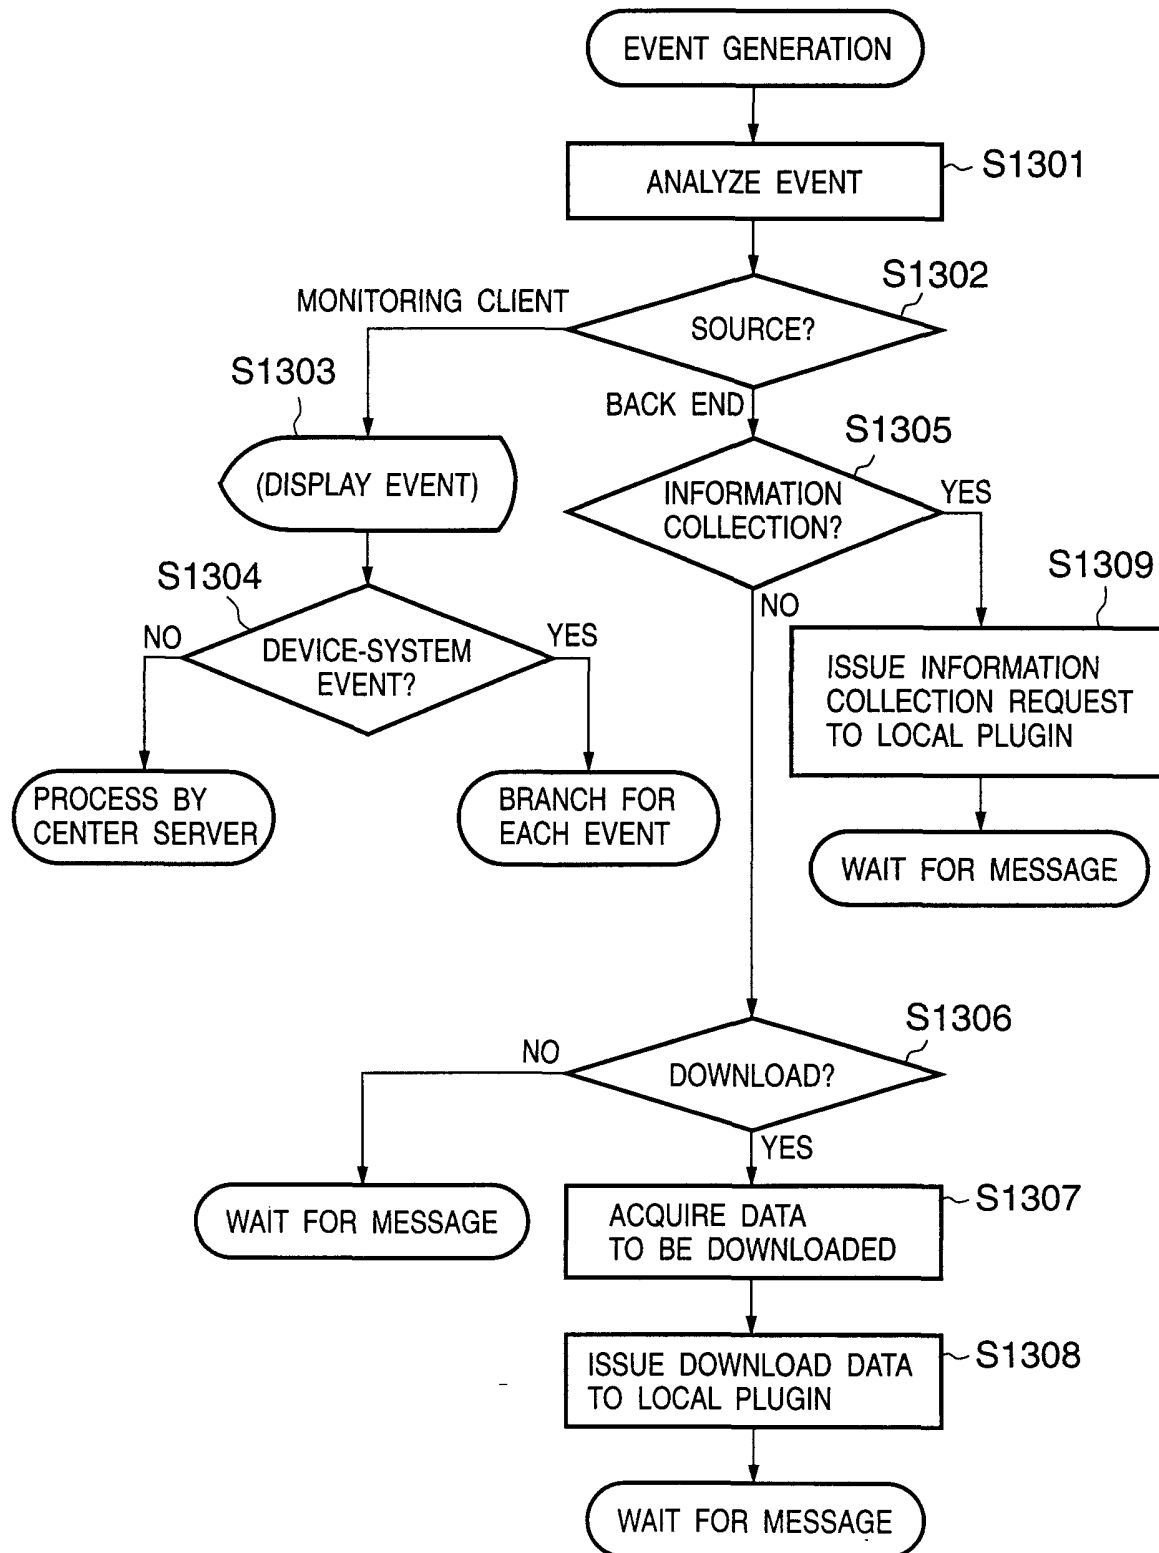 EVENT GENERATION
ANALYZE EVENT
S1301
SOURCE?
S1302
MONITORING CLIENT
BACK END
S1303
(DISPLAY EVENT)
S1304
DEVICE-SYSTEM
EVENT?
NO
YES
PROCESS BY
CENTER SERVER
BRANCH FOR
EACH EVENT
S1305
INFORMATION
COLLECTION?
YES
NO
S1309
ISSUE INFORMATION
COLLECTION REQUEST
TO LOCAL PLUGIN
WAIT FOR MESSAGE
S1306
DOWNLOAD?
NO
YES
WAIT FOR MESSAGE
S1307
ACQUIRE DATA
TO BE DOWNLOADED
S1308
ISSUE DOWNLOAD DATA
TO LOCAL PLUGIN
WAIT FOR MESSAGE